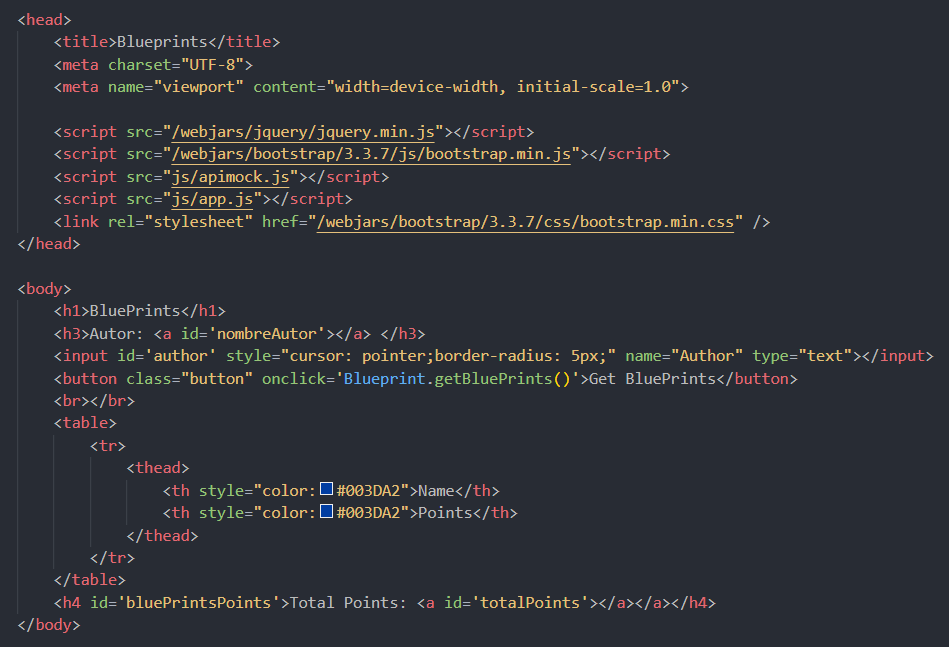 <head>
    <title>Blueprints</title>
    <meta charset="UTF-8">
    <meta name="viewport" content="width=device-width, initial-scale=1.0">

    <script src="/webjars/jquery/jquery.min.js"></script>
    <script src="/webjars/bootstrap/3.3.7/js/bootstrap.min.js"></script>
    <script src="js/apimock.js"></script>
    <script src="js/app.js"></script>
    <link rel="stylesheet" href="/webjars/bootstrap/3.3.7/css/bootstrap.min.css" />
</head>

<body>
    <h1>BluePrints</h1>
    <h3>Autor: <a id='nombreAutor'></a> </h3>
    <input id='author' style="cursor: pointer;border-radius: 5px;" name="Author" type="text"></input>
    <button class="button" onclick='Blueprint.getBluePrints()'>Get BluePrints</button>
    <br></br>
    <table>
        <tr>
            <thead>
                <th style="color:#003DA2">Name</th>
                <th style="color:#003DA2">Points</th>
            </thead>
        </tr>
    </table>
    <h4 id='bluePrintsPoints'>Total Points: <a id='totalPoints'></a></a></h4>
</body>